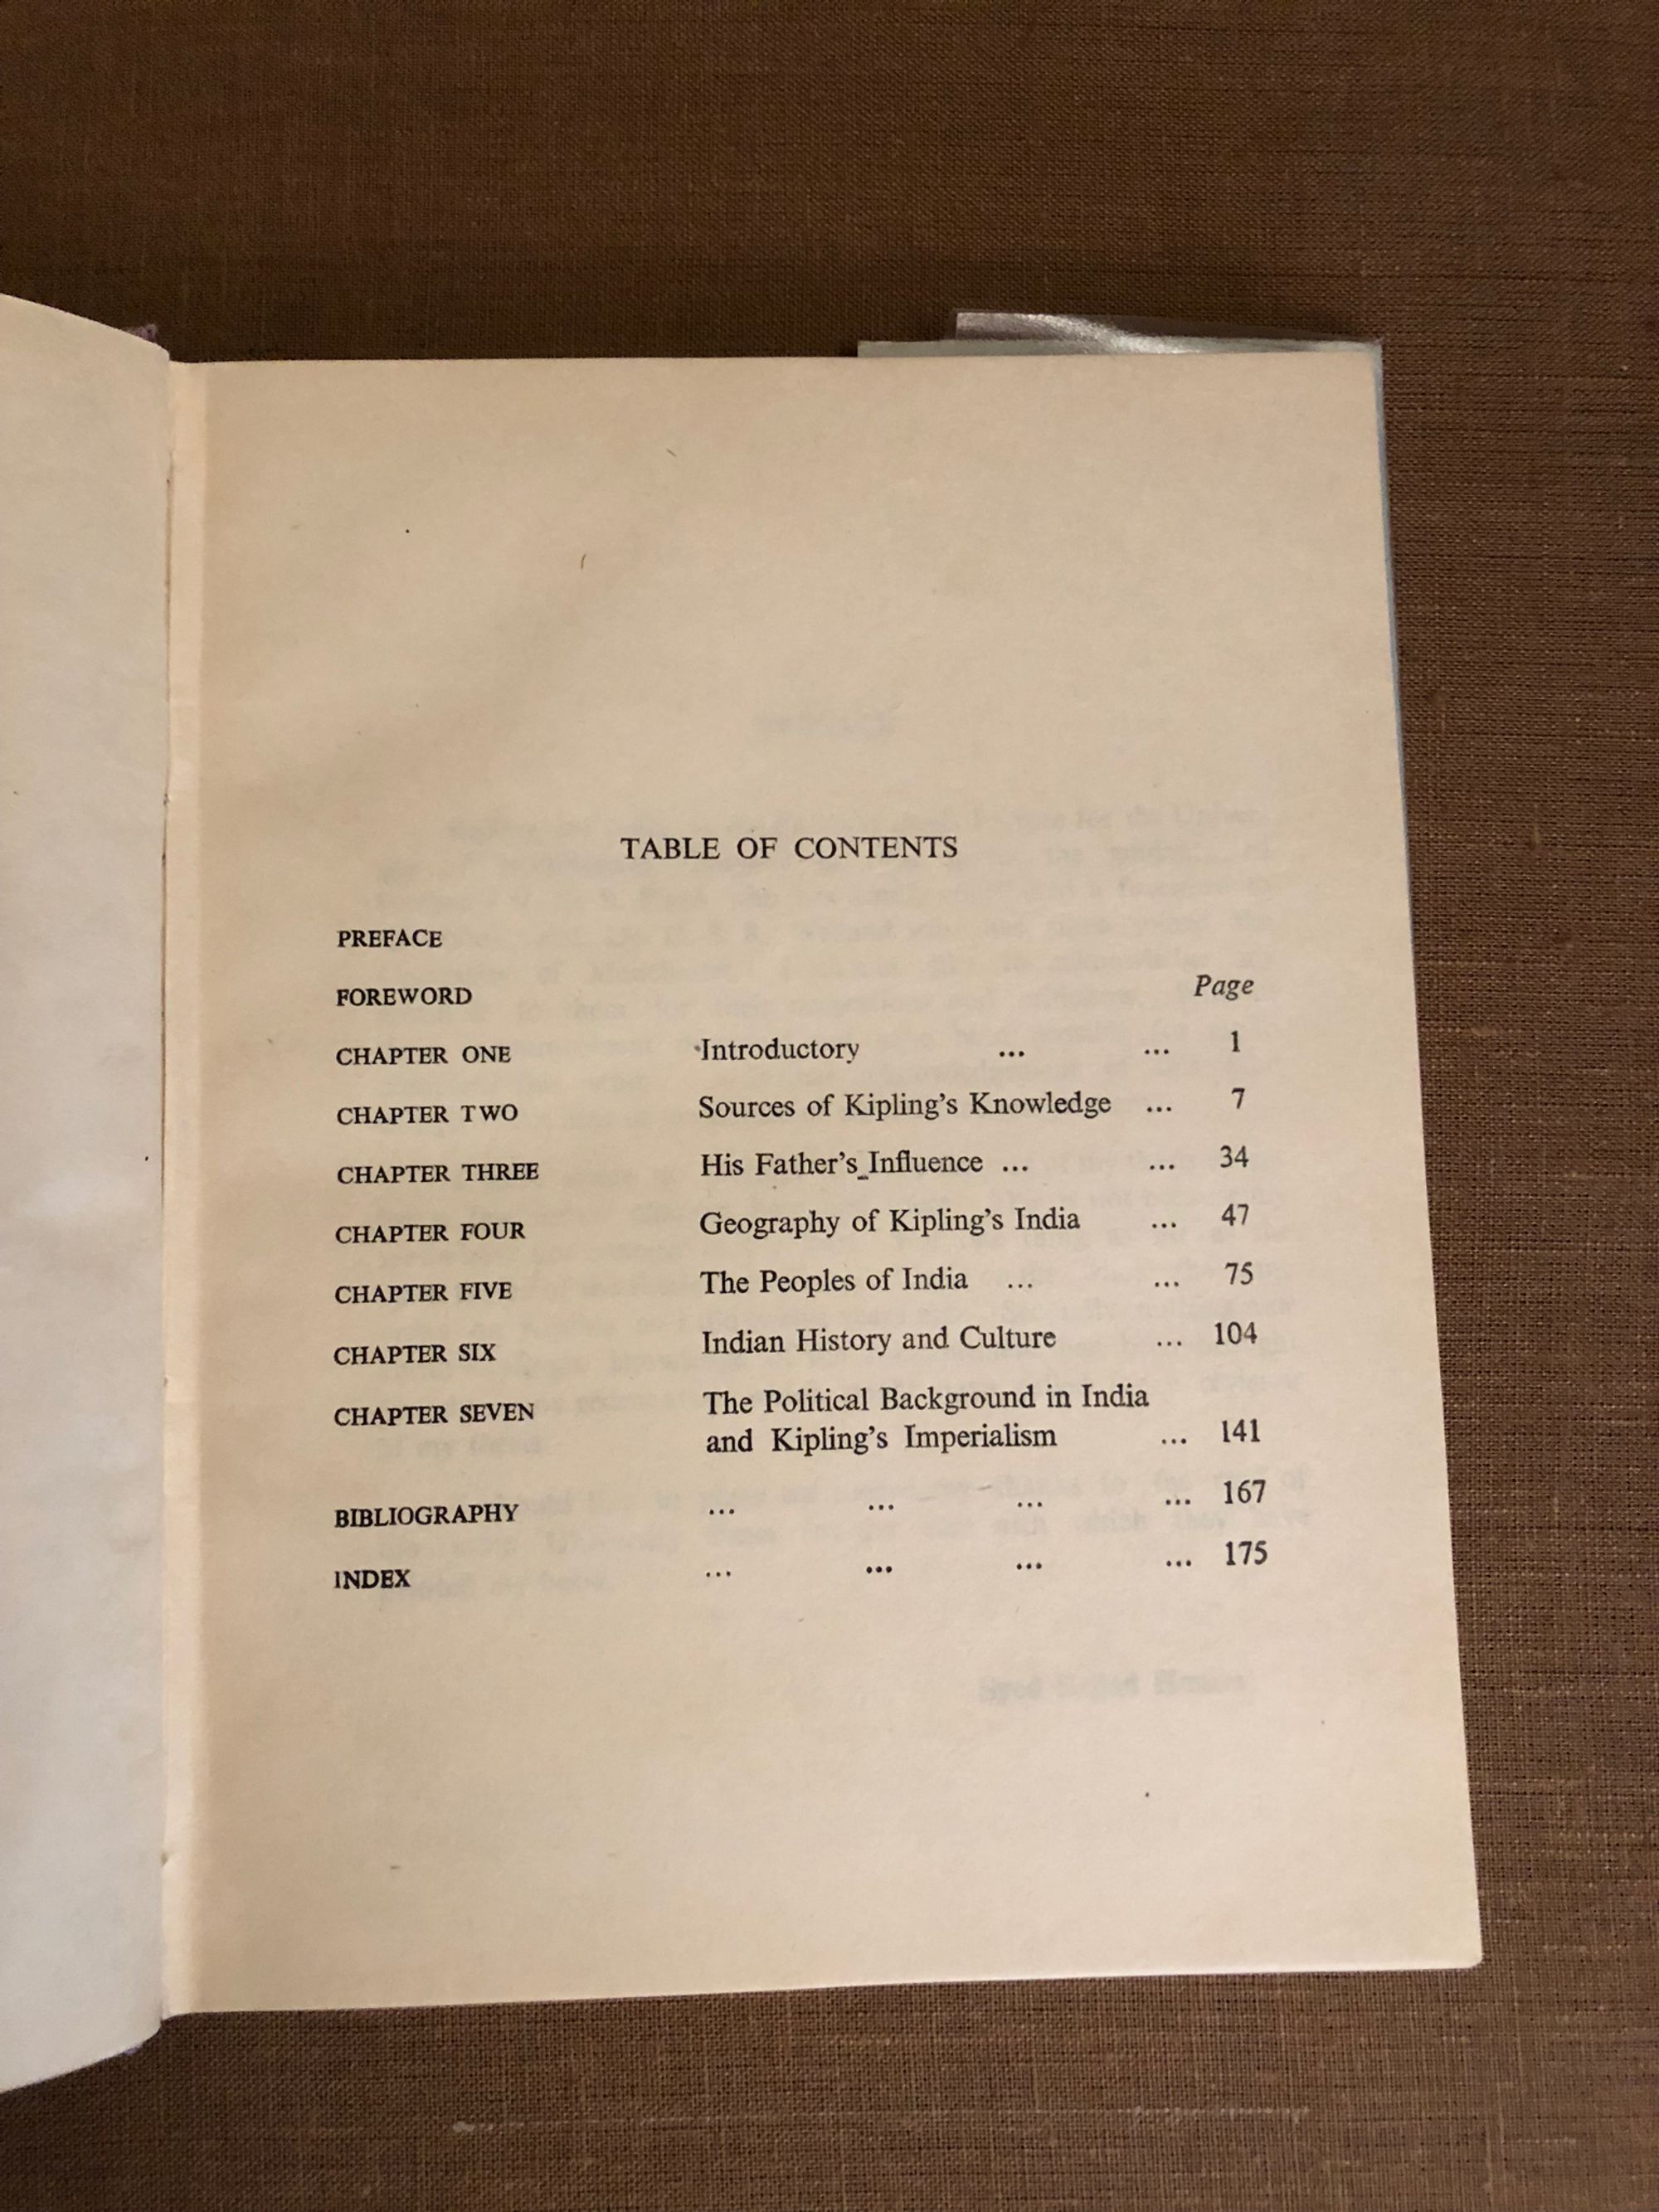 TABLE OF CONTENTS
PREFACE
FOREWORD Page
CHAPTER ONE Introductory ... ... 1
CHAPTER TWO Sources of Kipling's Knowledge ... 7
CHAPTER THREE His Father's Influence ... ... 34
CHAPTER FOUR Geography of Kipling's India ... 47
CHAPTER FIVE The Peoples of India ... ... 75
CHAPTER SIX Indian History and Culture ... 104
CHAPTER SEVEN The Political Background in India
and Kipling's Imperialism ... 141
BIBLIOGRAPHY ... ... ... ... 167
INDEX ... ... ... ... 175